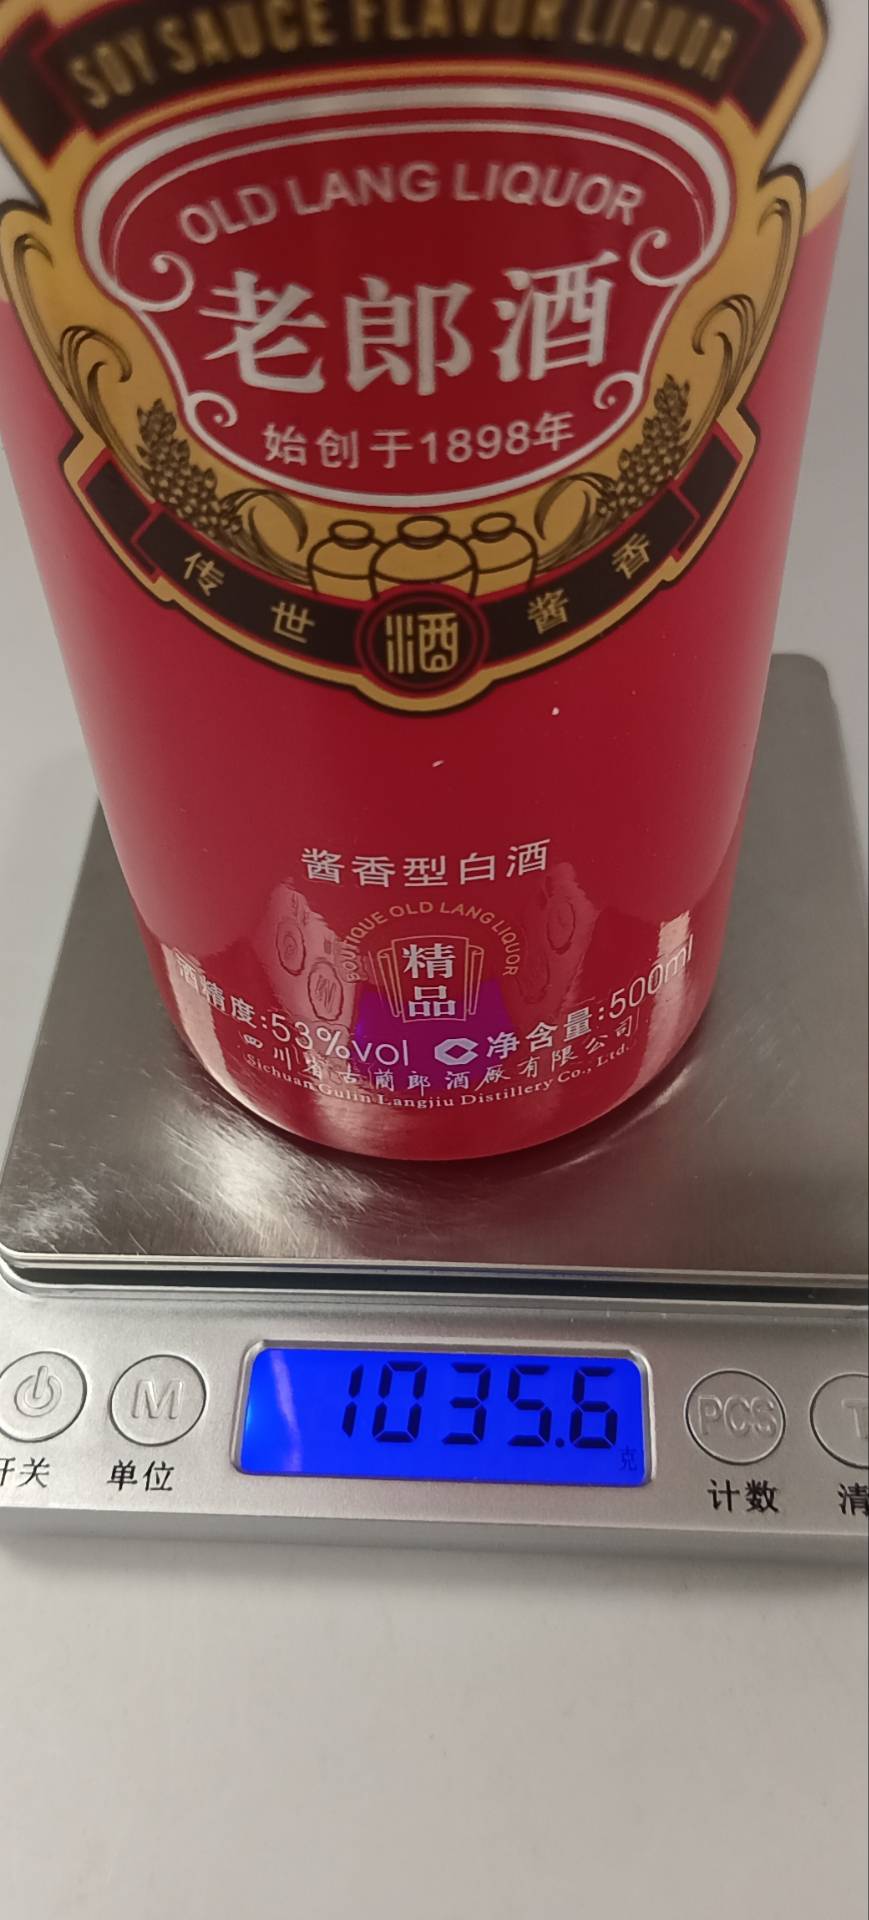 SOY SAUCE FLAVOR LIQUOR
OLD LANG LIQUOR
老郎酒
始创于1898年
传世酱香
酒
酱香型白酒
BOUTIQUE OLD LANG LIQUOR
精
品
酒精度:53%vol 净含量:500ml
四川省古蔺郎酒厰有限公司
Sichuan Gulin Langjiu Distillery Co., Ltd.
1035.6
克
M
PCS
T
开关
单位
计数
清